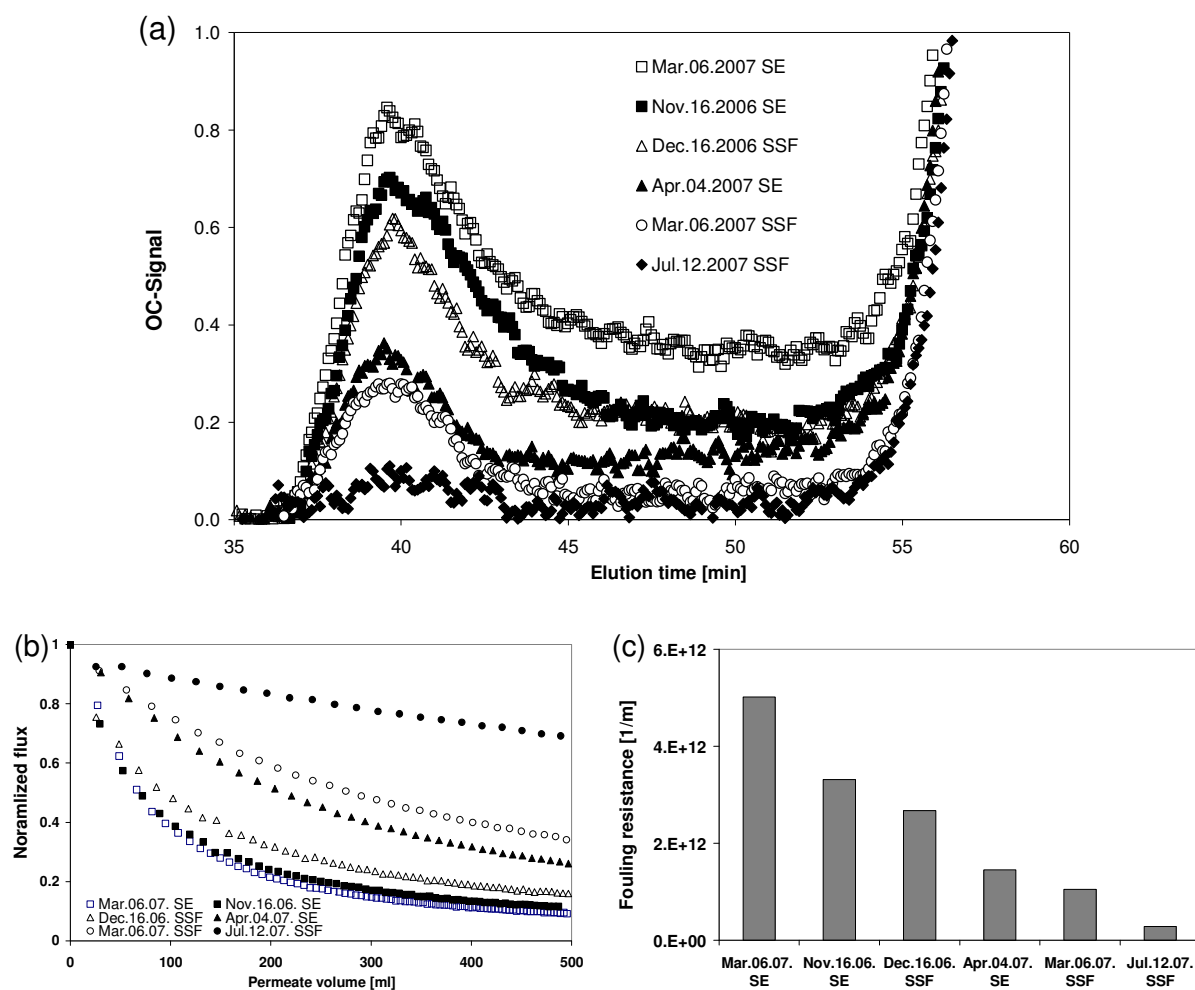 (a)
1.0
0.8
0.6
0.4
0.2
0.0
OC-Signal
Mar.06.2007 SE
Nov.16.2006 SE
Dec.16.2006 SSF
Apr.04.2007 SE
Mar.06.2007 SSF
Jul.12.2007 SSF
35 40 45 50 55 60
Elution time [min]
(b)
1
0.8
0.6
0.4
0.2
0
Noramlized flux
Mar.06.07. SE Nov.16.06. SE
Dec.16.06. SSF Apr.04.07. SE
Mar.06.07. SSF Jul.12.07. SSF
0 100 200 300 400 500
Permeate volume [ml]
(c)
6.E+12
4.E+12
2.E+12
0.E+00
Fouling resistance [1/m]
Mar.06.07. Nov.16.06. Dec.16.06. Apr.04.07. Mar.06.07. Jul.12.07.
SE SE SSF SE SSF SSF